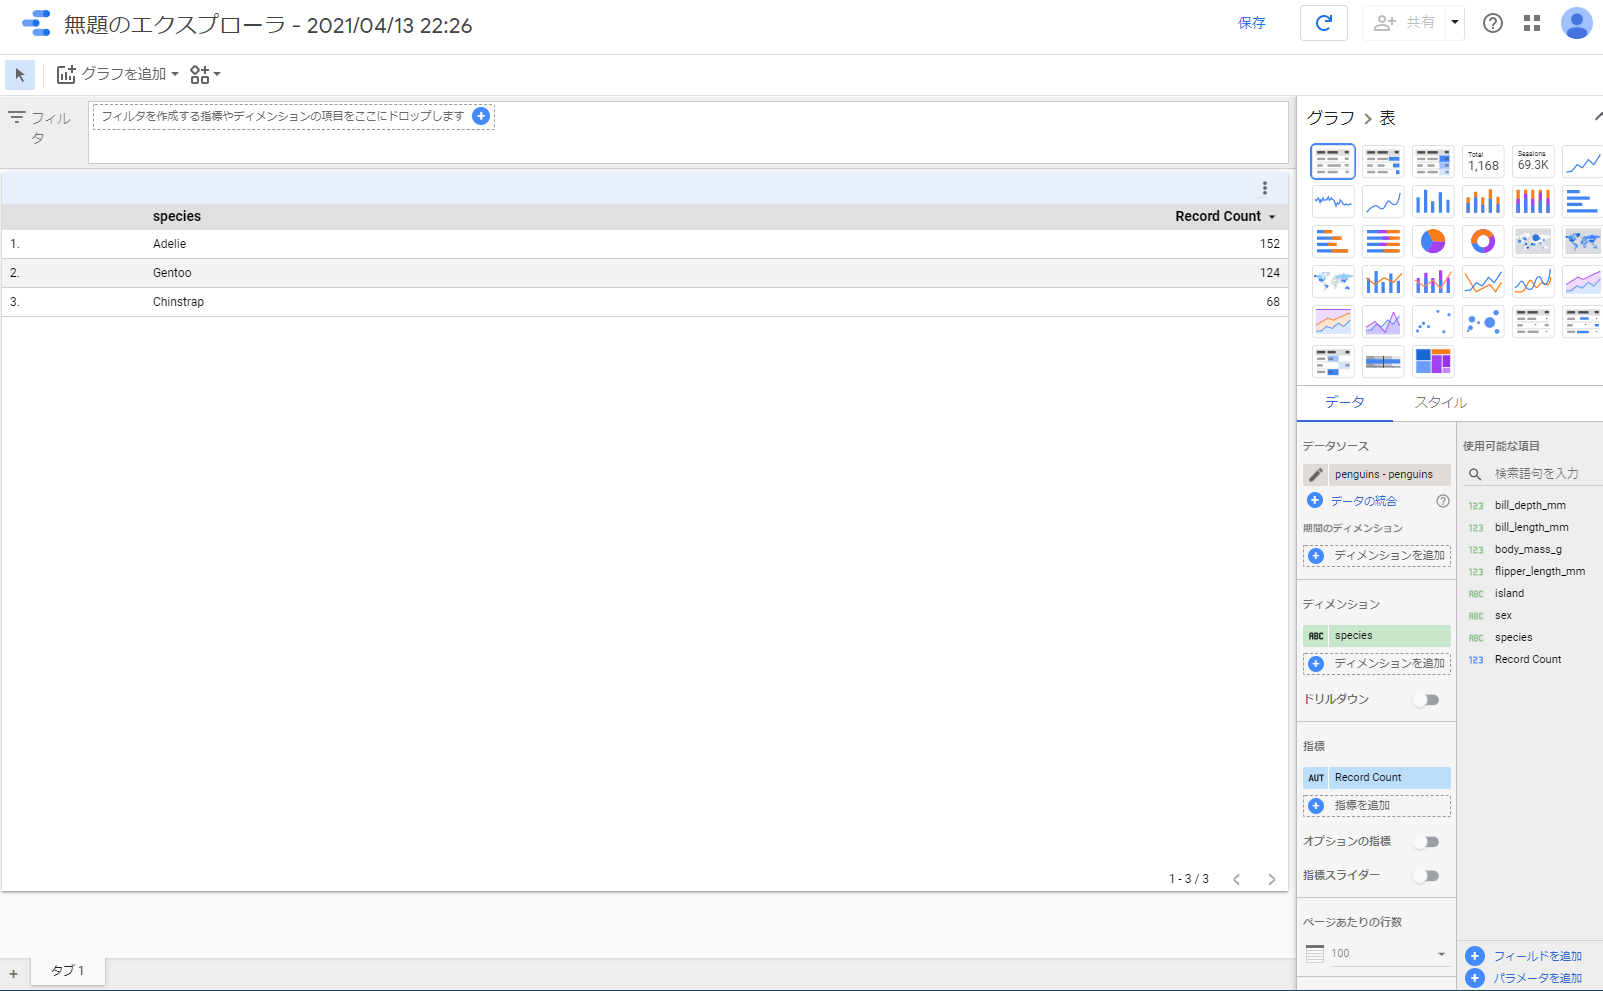 無題のエクスプローラ - 2021/04/13 22:26
保存
共有
グラフを追加
フィルタ
フィルタを作成する指標やディメンションの項目をここにドロップします
species Record Count
1. Adelie 152
2. Gentoo 124
3. Chinstrap 68
1 - 3 / 3
タブ 1
グラフ > 表
Total
1,168
Sessions
69.3K
データ スタイル
データソース
penguins - penguins
データの統合
期間のディメンション
ディメンションを追加
ディメンション
ABC species
ディメンションを追加
ドリルダウン
指標
AUT Record Count
指標を追加
オプションの指標
指標スライダー
ページあたりの行数
100
使用可能な項目
検索語句を入力
123 bill_depth_mm
123 bill_length_mm
123 body_mass_g
123 flipper_length_mm
ABC island
ABC sex
ABC species
123 Record Count
フィールドを追加
パラメータを追加